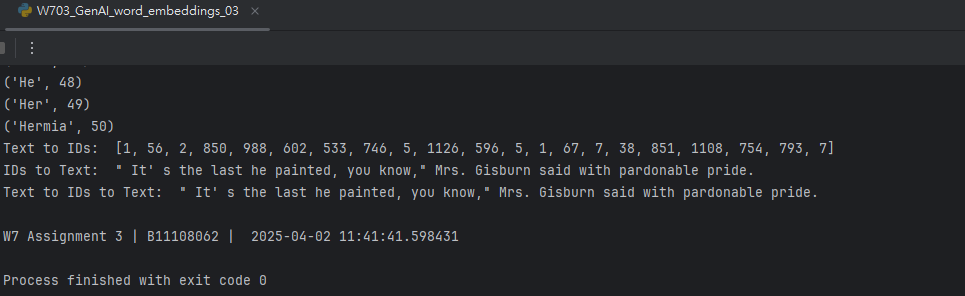 W703_GenAI_word_embeddings_03
('He', 48)
('Her', 49)
('Hermia', 50)
Text to IDs:  [1, 56, 2, 850, 988, 602, 533, 746, 5, 1126, 596, 5, 1, 67, 7, 38, 851, 1108, 754, 793, 7]
IDs to Text:  " It' s the last he painted, you know," Mrs. Gisburn said with pardonable pride.
Text to IDs to Text:  " It' s the last he painted, you know," Mrs. Gisburn said with pardonable pride.
W7 Assignment 3 | B11108062 |  2025-04-02 11:41:41.598431
Process finished with exit code 0